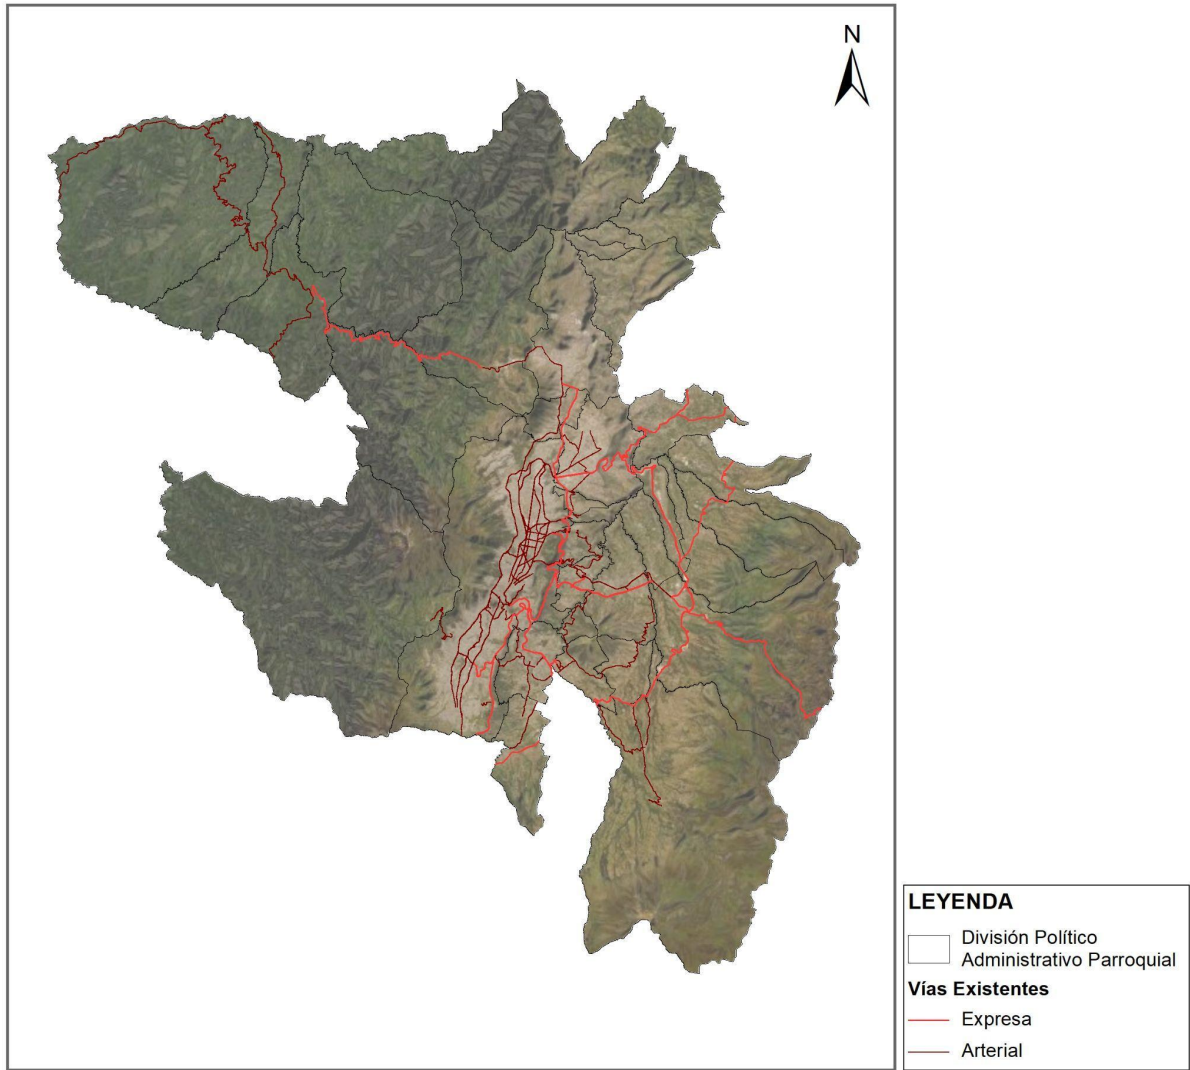 N
LEYENDA
División Político
Administrativo Parroquial
Vías Existentes
Expresa
Arterial